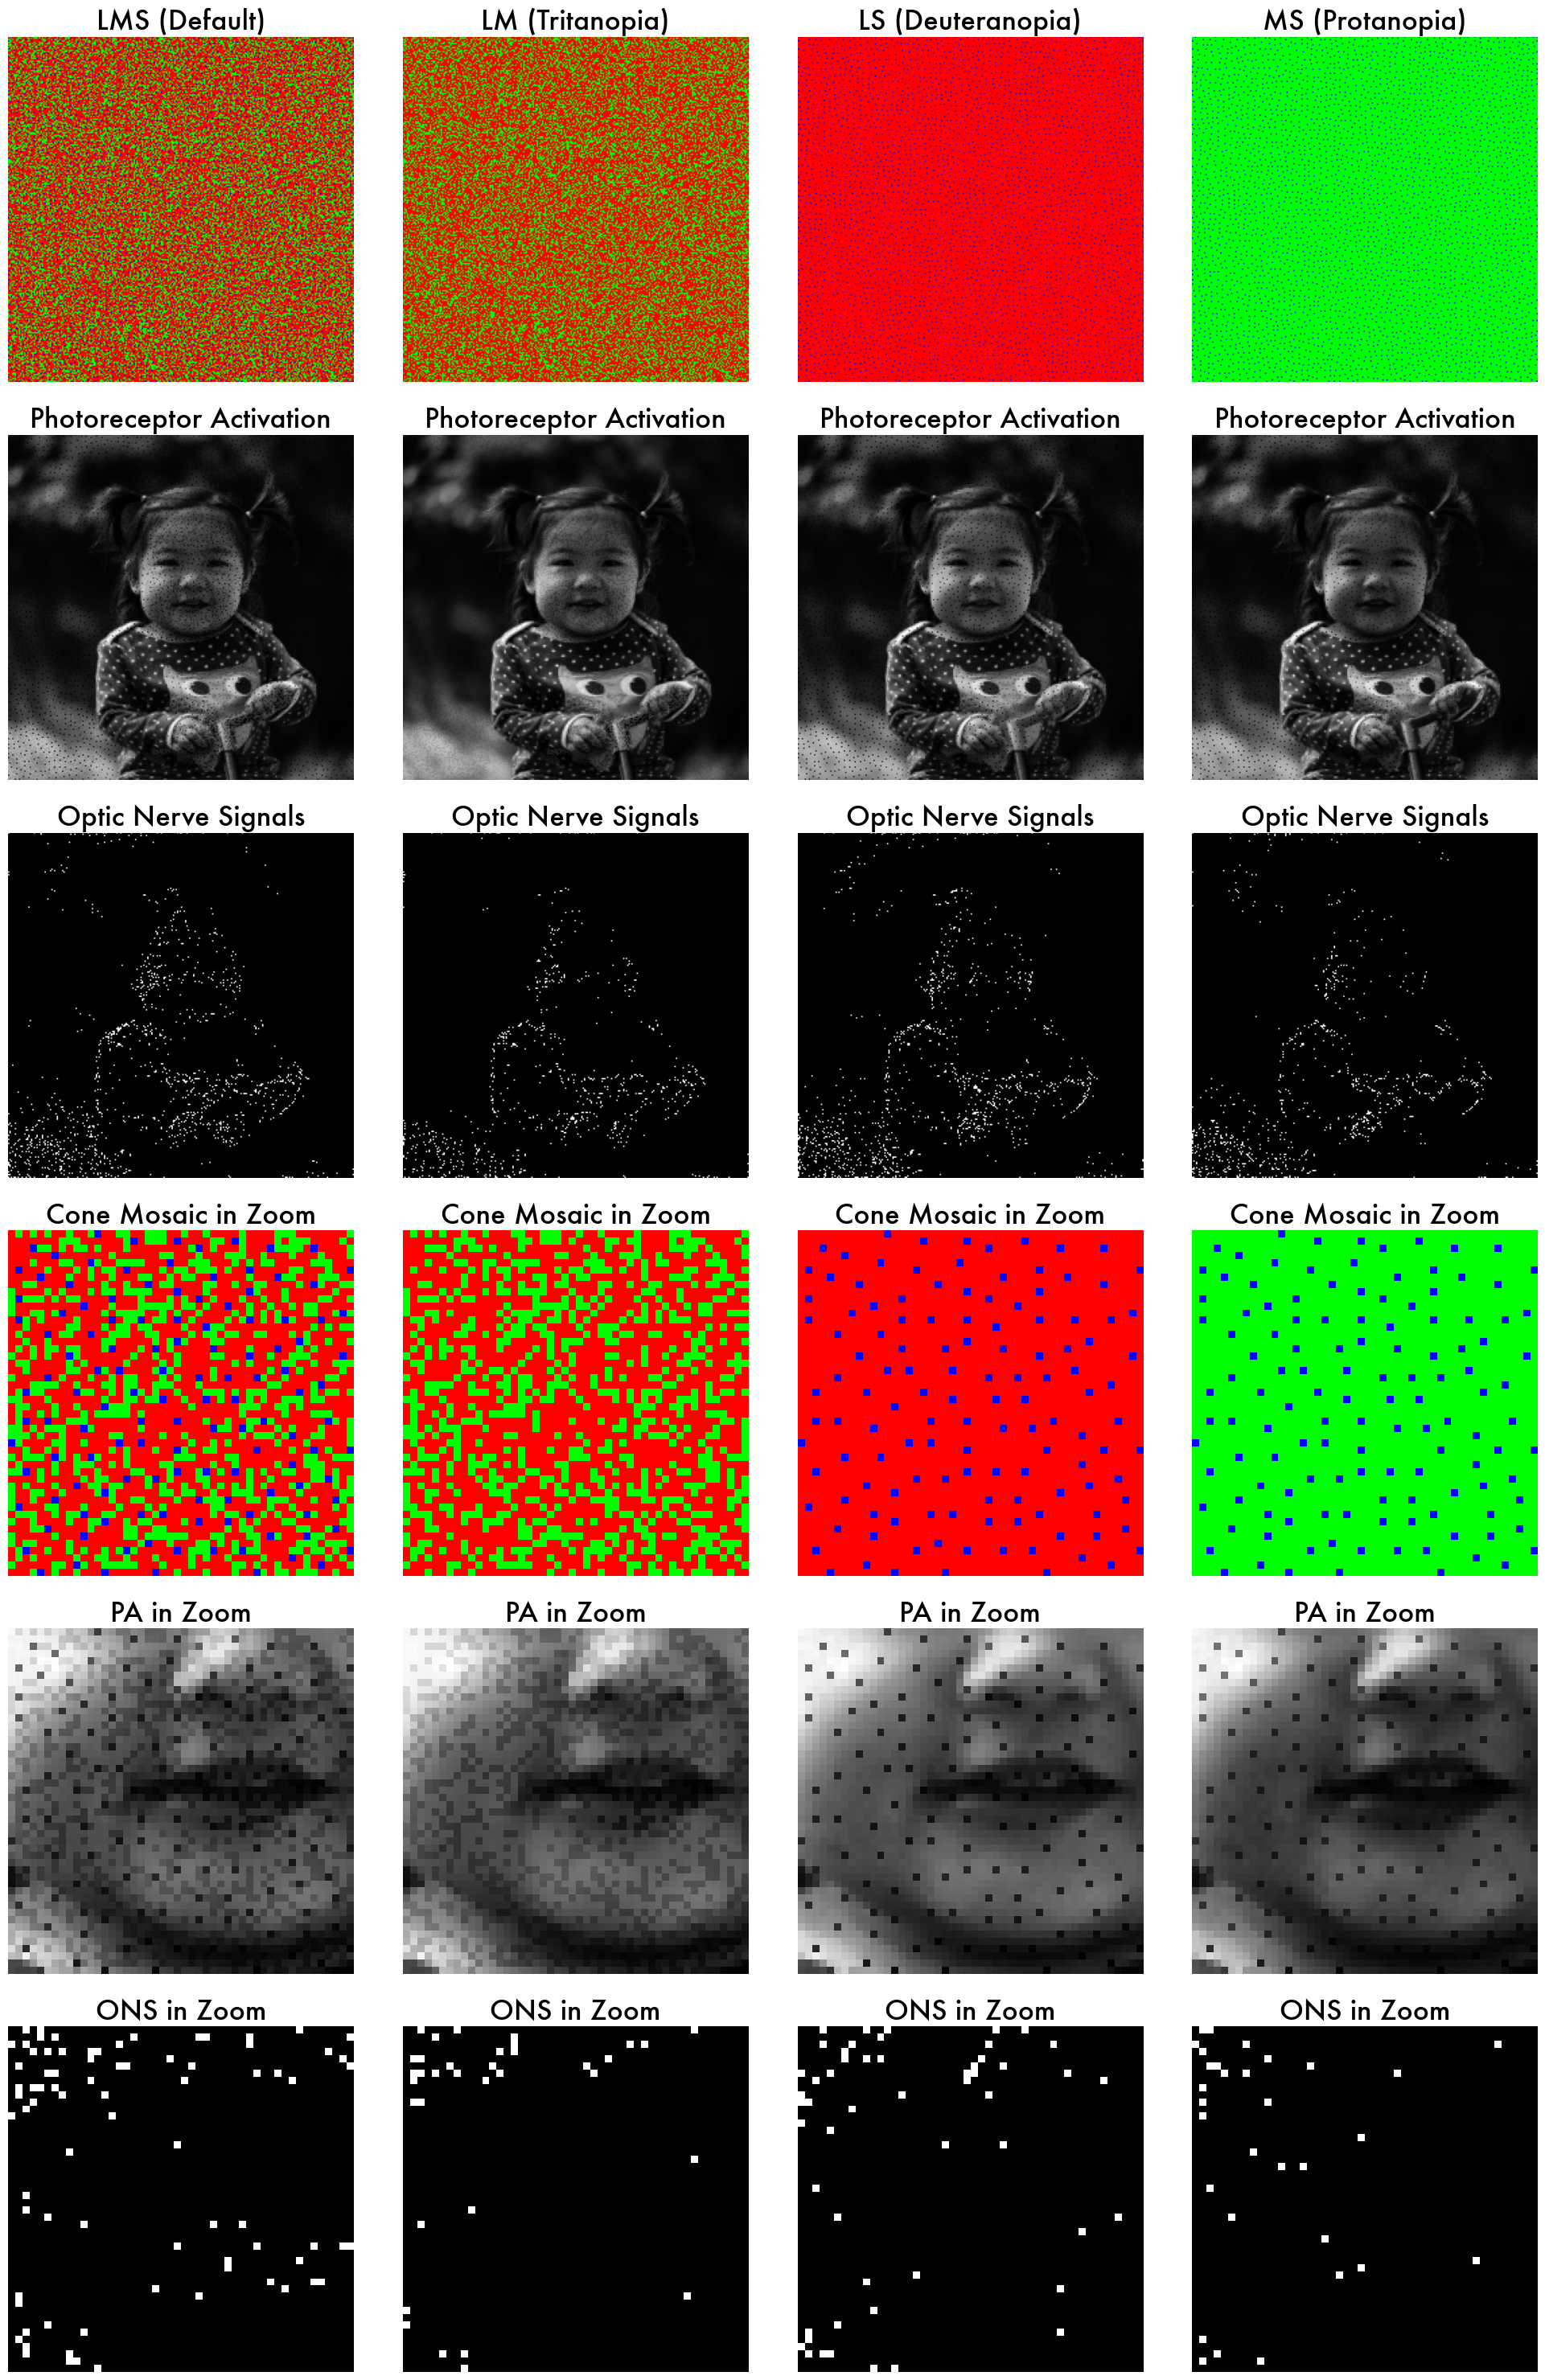 LMS (Default) LM (Tritanopia) LS (Deuteranopia) MS (Protanopia)
Photoreceptor Activation Photoreceptor Activation Photoreceptor Activation Photoreceptor Activation
Optic Nerve Signals Optic Nerve Signals Optic Nerve Signals Optic Nerve Signals
Cone Mosaic in Zoom Cone Mosaic in Zoom Cone Mosaic in Zoom Cone Mosaic in Zoom
PA in Zoom PA in Zoom PA in Zoom PA in Zoom
ONS in Zoom ONS in Zoom ONS in Zoom ONS in Zoom